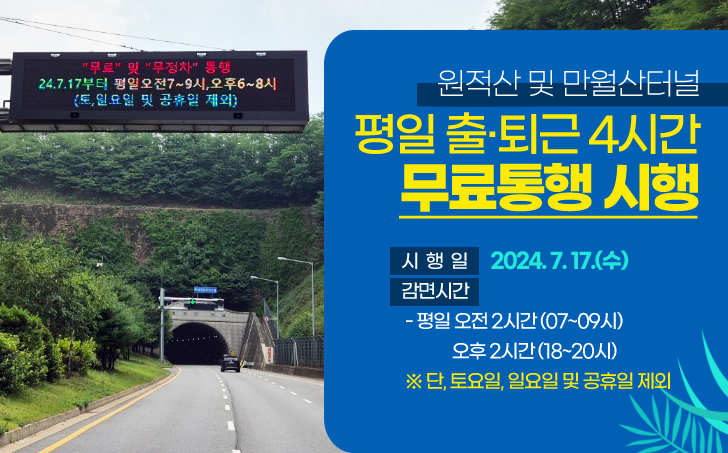 "무료" 및 "무정차" 통행
24.7.17부터 평일오전7~9시,오후6~8시
(토,일요일 및 공휴일 제외)
원적산 및 만월산터널
평일 출·퇴근 4시간
무료통행 시행
시 행 일 2024. 7. 17.(수)
감면시간
- 평일 오전 2시간 (07~09시)
오후 2시간 (18~20시)
※ 단, 토요일, 일요일 및 공휴일 제외